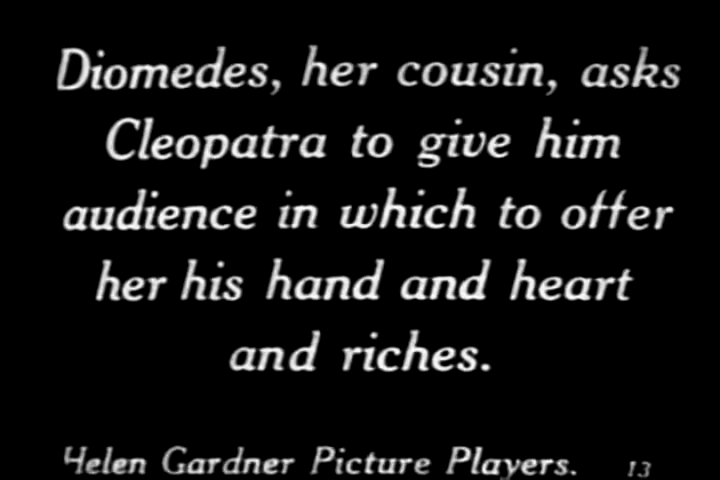 Diomedes, her cousin, asks
Cleopatra to give him
audience in which to offer
her his hand and heart
and riches.
Helen Gardner Picture Players. 13